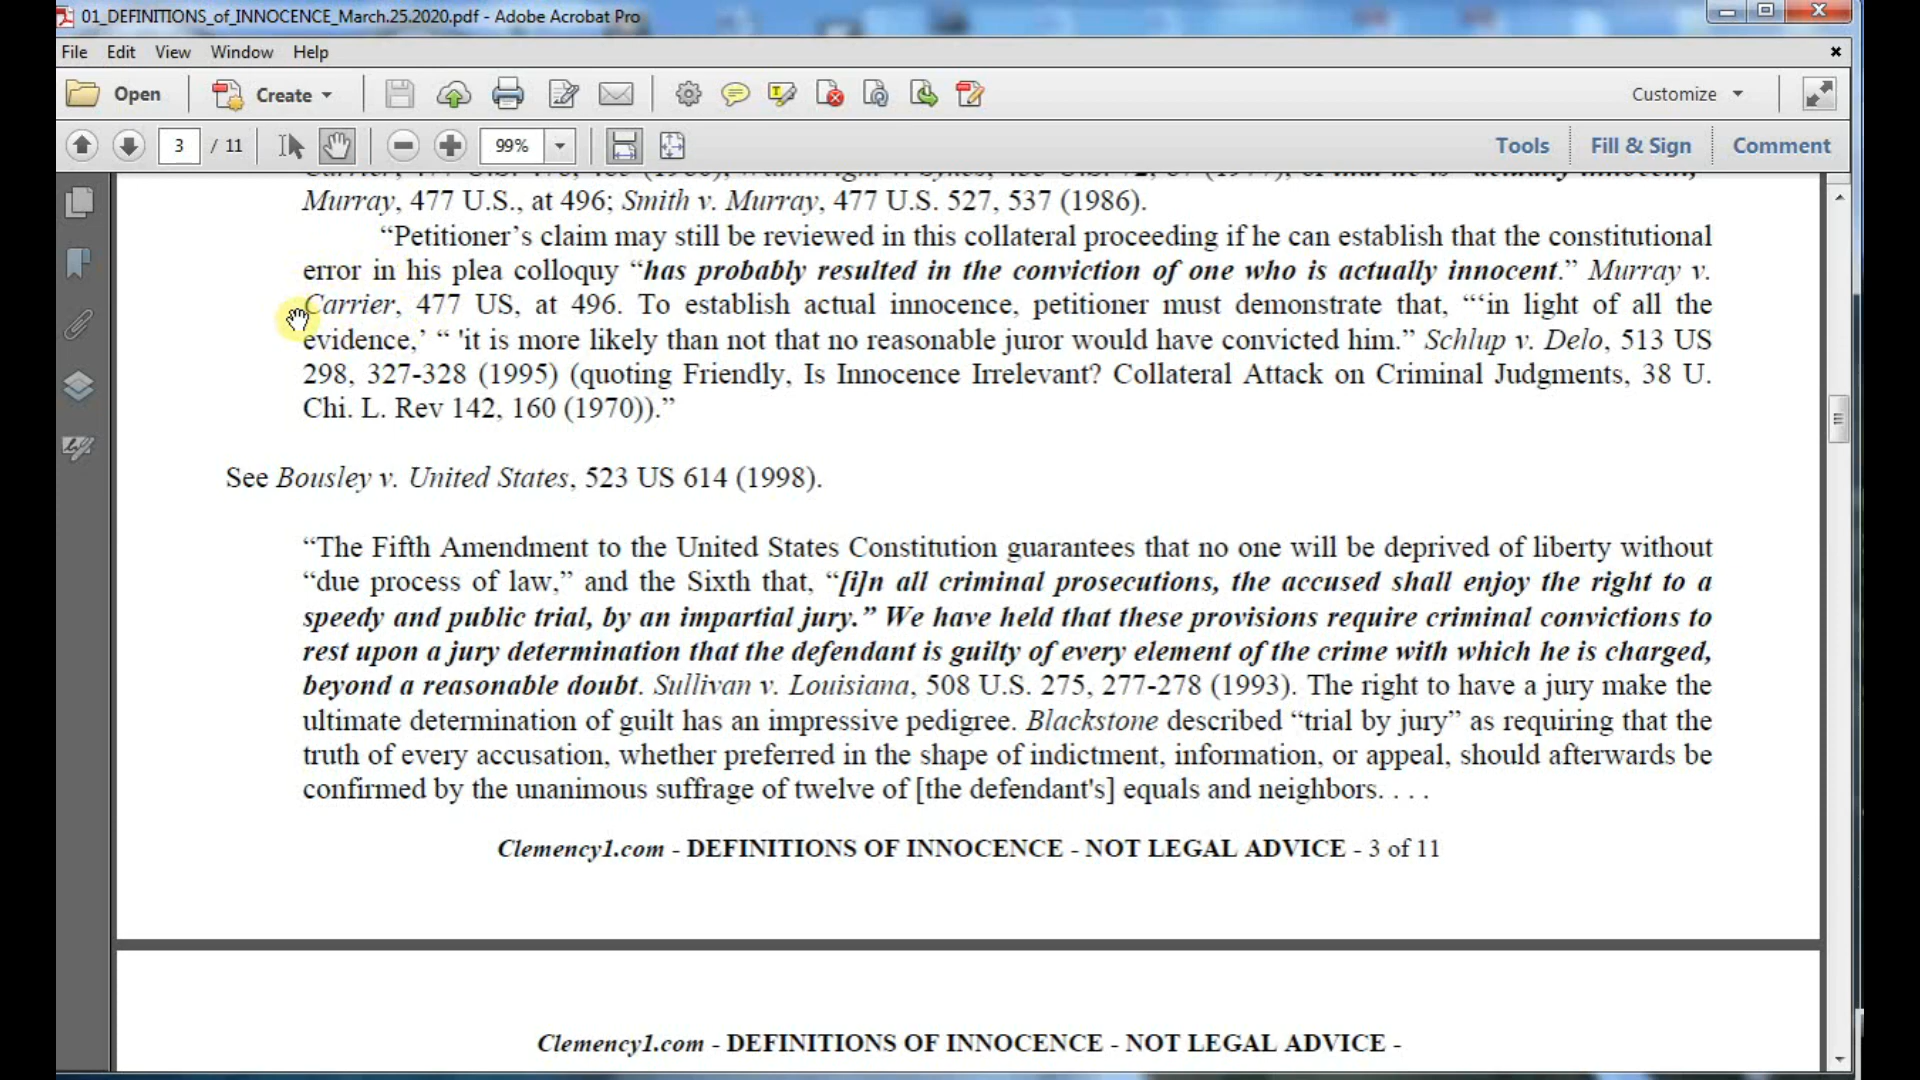 01_DEFINITIONS_of_INNOCENCE_March.25.2020.pdf - Adobe Acrobat Pro
File Edit View Window Help
Open Create Customize
3 / 11 99% Tools Fill & Sign Comment
Murray, 477 U.S., at 496; Smith v. Murray, 477 U.S. 527, 537 (1986).
“Petitioner’s claim may still be reviewed in this collateral proceeding if he can establish that the constitutional
error in his plea colloquy “has probably resulted in the conviction of one who is actually innocent.” Murray v.
Carrier, 477 US, at 496. To establish actual innocence, petitioner must demonstrate that, “‘in light of all the
evidence,’ “ 'it is more likely than not that no reasonable juror would have convicted him.” Schlup v. Delo, 513 US
298, 327-328 (1995) (quoting Friendly, Is Innocence Irrelevant? Collateral Attack on Criminal Judgments, 38 U.
Chi. L. Rev 142, 160 (1970)).”
See Bousley v. United States, 523 US 614 (1998).
“The Fifth Amendment to the United States Constitution guarantees that no one will be deprived of liberty without
“due process of law,” and the Sixth that, “[i]n all criminal prosecutions, the accused shall enjoy the right to a
speedy and public trial, by an impartial jury.” We have held that these provisions require criminal convictions to
rest upon a jury determination that the defendant is guilty of every element of the crime with which he is charged,
beyond a reasonable doubt. Sullivan v. Louisiana, 508 U.S. 275, 277-278 (1993). The right to have a jury make the
ultimate determination of guilt has an impressive pedigree. Blackstone described “trial by jury” as requiring that the
truth of every accusation, whether preferred in the shape of indictment, information, or appeal, should afterwards be
confirmed by the unanimous suffrage of twelve of [the defendant's] equals and neighbors. . . .
Clemency1.com - DEFINITIONS OF INNOCENCE - NOT LEGAL ADVICE - 3 of 11
Clemency1.com - DEFINITIONS OF INNOCENCE - NOT LEGAL ADVICE -